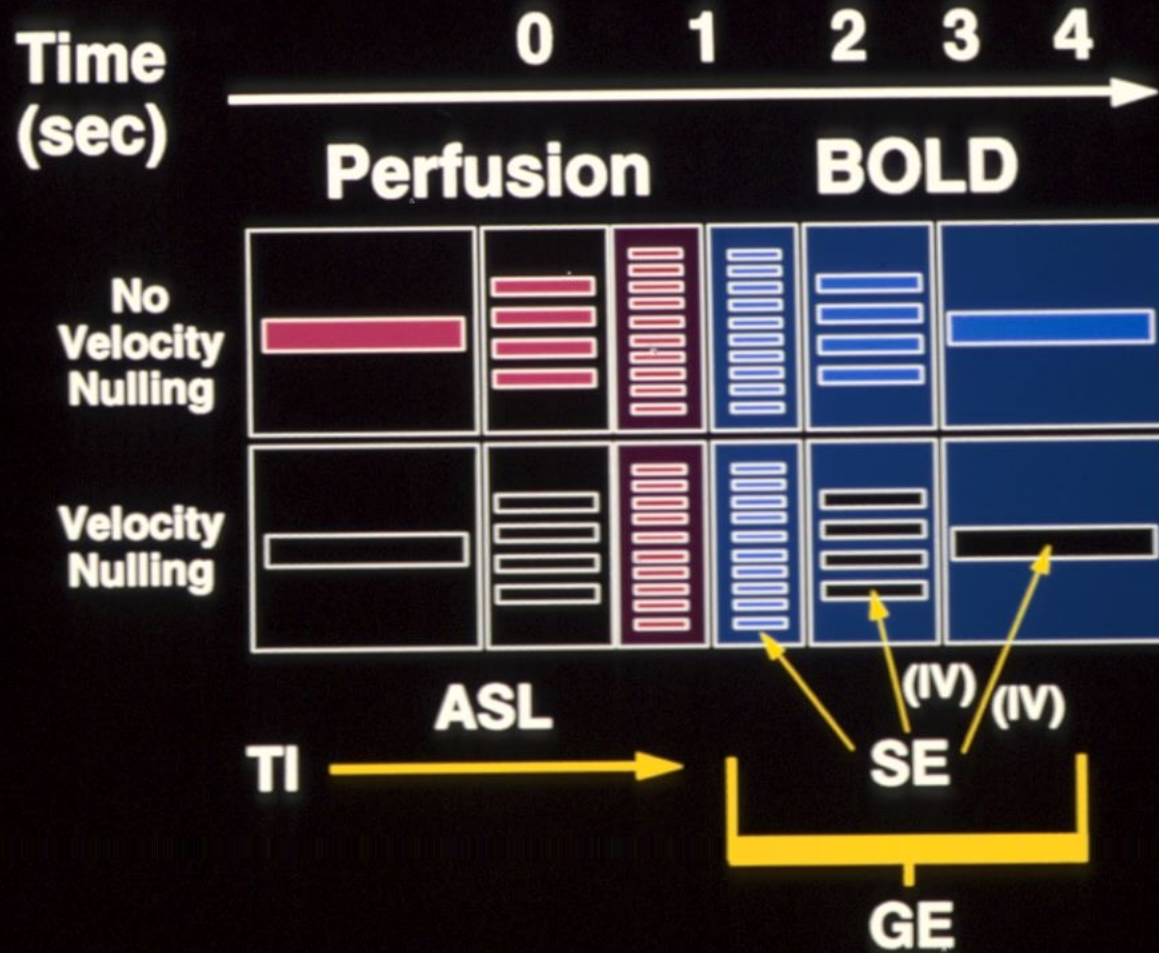 Time
(sec)
0 1 2 3 4
Perfusion
BOLD
No
Velocity
Nulling
Velocity
Nulling
ASL
(IV)
(IV)
TI
SE
GE